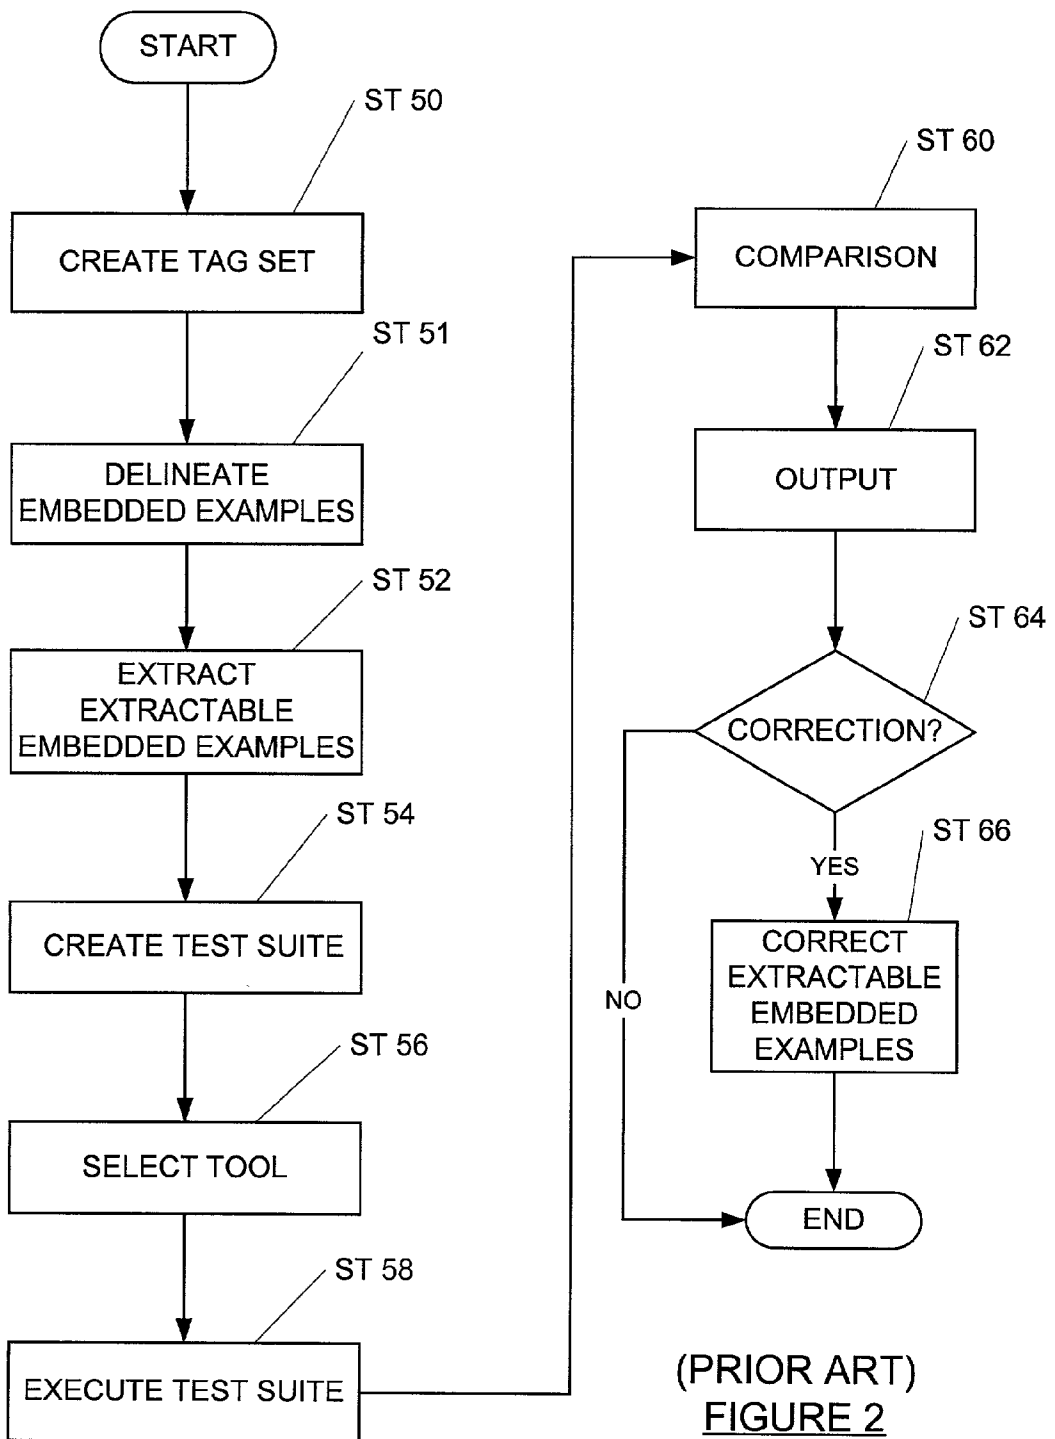 START
ST 50
CREATE TAG SET
ST 51
DELINEATE
EMBEDDED EXAMPLES
ST 52
EXTRACT
EXTRACTABLE
EMBEDDED EXAMPLES
ST 54
CREATE TEST SUITE
ST 56
SELECT TOOL
ST 58
EXECUTE TEST SUITE
ST 60
COMPARISON
ST 62
OUTPUT
ST 64
CORRECTION?
YES
NO
ST 66
CORRECT
EXTRACTABLE
EMBEDDED
EXAMPLES
END
(PRIOR ART)
FIGURE 2